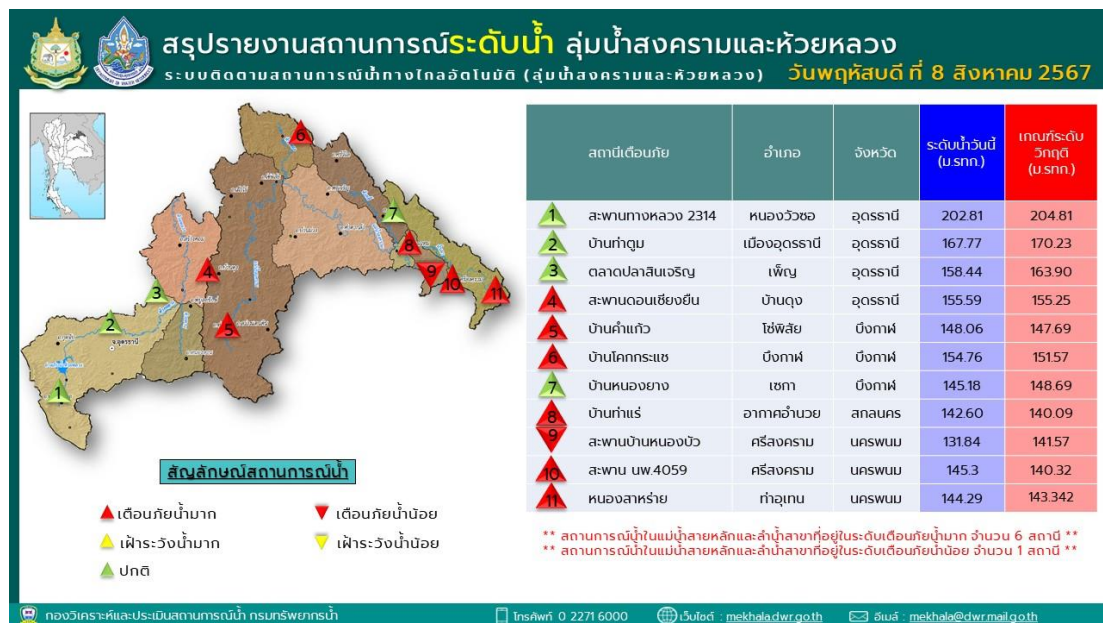 สรุปรายงานสถานการณ์ระดับน้ำ ลุ่มน้ำสงครามและห้วยหลวง
ระบบติดตามสถานการณ์น้ำทางไกลอัตโนมัติ (ลุ่มน้ำสงครามและห้วยหลวง) วันพฤหัสบดี ที่ 8 สิงหาคม 2567
สถานีเตือนภัย อำเภอ จังหวัด ระดับน้ำวันนี้ (ม.รทก.) เกณฑ์ระดับวิกฤติ (ม.รทก.)
1 สะพานทางหลวง 2314 หนองวัวซอ อุดรธานี 202.81 204.81
2 บ้านท่าตูม เมืองอุดรธานี อุดรธานี 167.77 170.23
3 ตลาดปลาสินเจริญ เพ็ญ อุดรธานี 158.44 163.90
4 สะพานดอนเชียงยืน บ้านดุง อุดรธานี 155.59 155.25
5 บ้านคำแก้ว โซ่พิสัย บึงกาฬ 148.06 147.69
6 บ้านโคกกระแซ บึงกาฬ บึงกาฬ 154.76 151.57
7 บ้านหนองยาง เซกา บึงกาฬ 145.18 148.69
8 บ้านท่าแร่ อากาศอำนวย สกลนคร 142.60 140.09
9 สะพานบ้านหนองบัว ศรีสงคราม นครพนม 131.84 141.57
10 สะพาน นพ.4059 ศรีสงคราม นครพนม 145.3 140.32
11 หนองสาหร่าย ท่าอุเทน นครพนม 144.29 143.342
6
7
8
9
10
11
4
3
2
5
1
สัญลักษณ์สถานการณ์น้ำ
เตือนภัยน้ำมาก เตือนภัยน้ำน้อย
เฝ้าระวังน้ำมาก เฝ้าระวังน้ำน้อย
ปกติ
** สถานการณ์น้ำในแม่น้ำสายหลักและลำน้ำสาขาที่อยู่ในระดับเตือนภัยน้ำมาก จำนวน 6 สถานี **
** สถานการณ์น้ำในแม่น้ำสายหลักและลำน้ำสาขาที่อยู่ในระดับเตือนภัยน้ำน้อย จำนวน 1 สถานี **
กองวิเคราะห์และประเมินสถานการณ์น้ำ กรมทรัพยากรน้ำ โทรศัพท์ 0 2271 6000 เว็บไซต์ : mekhala.dwr.go.th อีเมล์ : mekhala@dwr.mail.go.th